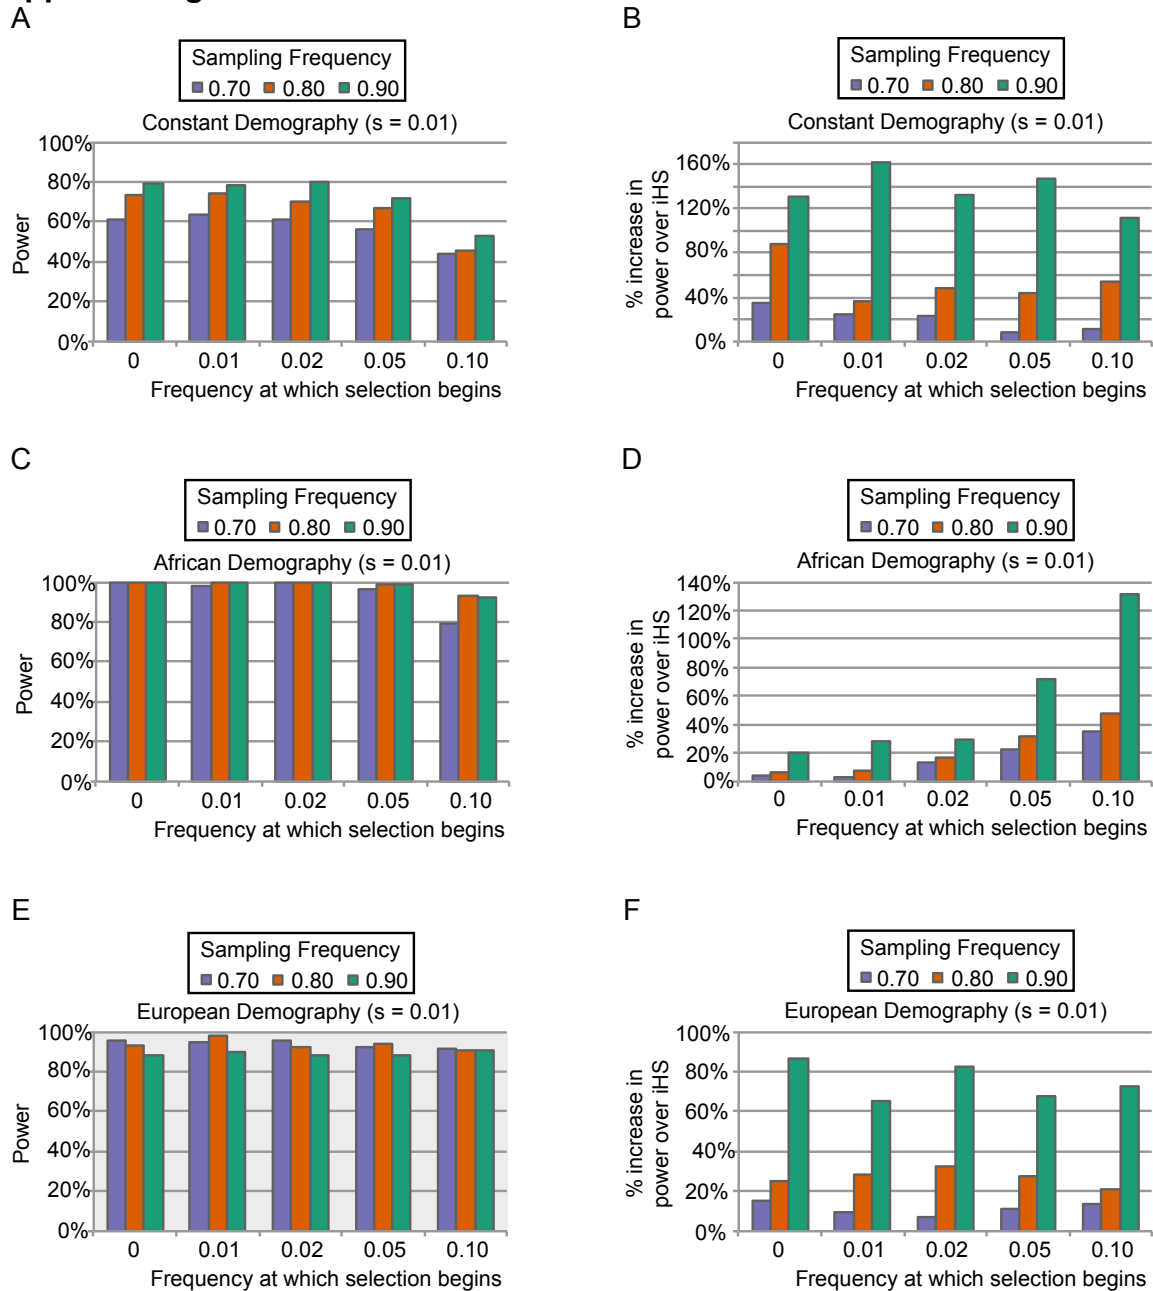 A
Sampling Frequency
0.70 0.80 0.90
Constant Demography (s = 0.01)
100%
80%
60%
40%
20%
0%
Power
0 0.01 0.02 0.05 0.10
Frequency at which selection begins
B
Sampling Frequency
0.70 0.80 0.90
Constant Demography (s = 0.01)
160%
120%
80%
40%
0%
% increase in
power over iHS
0 0.01 0.02 0.05 0.10
Frequency at which selection begins
C
Sampling Frequency
0.70 0.80 0.90
African Demography (s = 0.01)
100%
80%
60%
40%
20%
0%
Power
0 0.01 0.02 0.05 0.10
Frequency at which selection begins
D
Sampling Frequency
0.70 0.80 0.90
African Demography (s = 0.01)
140%
120%
100%
80%
60%
40%
20%
0%
% increase in
power over iHS
0 0.01 0.02 0.05 0.10
Frequency at which selection begins
E
Sampling Frequency
0.70 0.80 0.90
European Demography (s = 0.01)
100%
80%
60%
40%
20%
0%
Power
0 0.01 0.02 0.05 0.10
Frequency at which selection begins
F
Sampling Frequency
0.70 0.80 0.90
European Demography (s = 0.01)
100%
80%
60%
40%
20%
0%
% increase in
power over iHS
0 0.01 0.02 0.05 0.10
Frequency at which selection begins